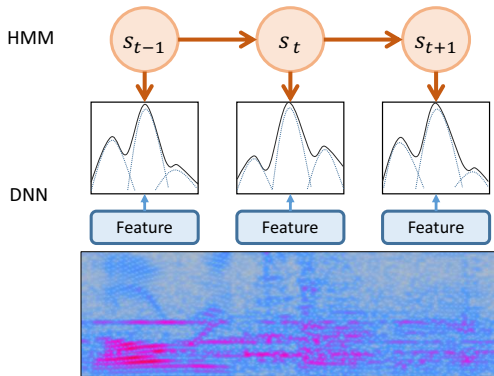 HMM
s_{t-1} s_t s_{t+1}
DNN
Feature Feature Feature